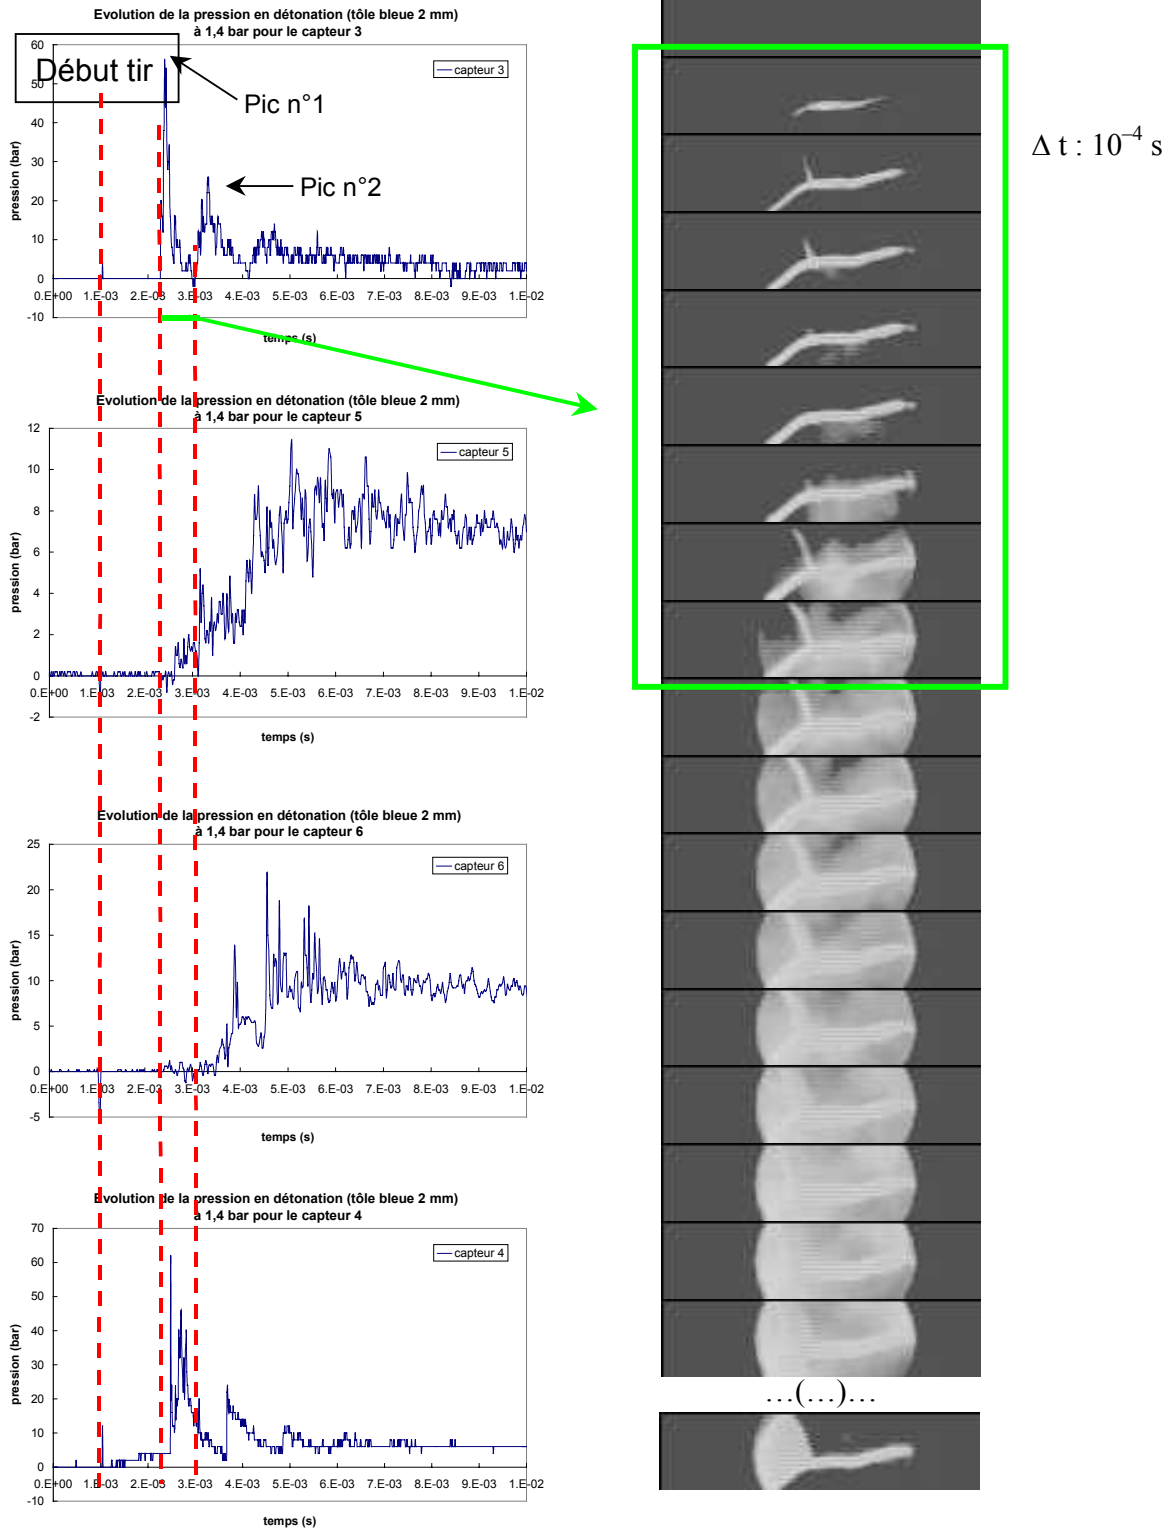 Evolution de la pression en détonation (tôle bleue 2 mm)
à 1,4 bar pour le capteur 3
60
50
40
30
20
10
0
-10
pression (bar)
Début tir
capteur 3
Pic n°1
Pic n°2
0.E+00 1.E-03 2.E-03 3.E-03 4.E-03 5.E-03 6.E-03 7.E-03 8.E-03 9.E-03 1.E-02
temps (s)
Evolution de la pression en détonation (tôle bleue 2 mm)
à 1,4 bar pour le capteur 5
12
10
8
6
4
2
0
-2
pression (bar)
capteur 5
0.E+00 1.E-03 2.E-03 3.E-03 4.E-03 5.E-03 6.E-03 7.E-03 8.E-03 9.E-03 1.E-02
temps (s)
Evolution de la pression en détonation (tôle bleue 2 mm)
à 1,4 bar pour le capteur 6
25
20
15
10
5
0
-5
pression (bar)
capteur 6
0.E+00 1.E-03 2.E-03 3.E-03 4.E-03 5.E-03 6.E-03 7.E-03 8.E-03 9.E-03 1.E-02
temps (s)
Evolution de la pression en détonation (tôle bleue 2 mm)
à 1,4 bar pour le capteur 4
70
60
50
40
30
20
10
0
-10
pression (bar)
capteur 4
0.E+00 1.E-03 2.E-03 3.E-03 4.E-03 5.E-03 6.E-03 7.E-03 8.E-03 9.E-03 1.E-02
temps (s)
Δ t : 10⁻⁴ s
…(…)…